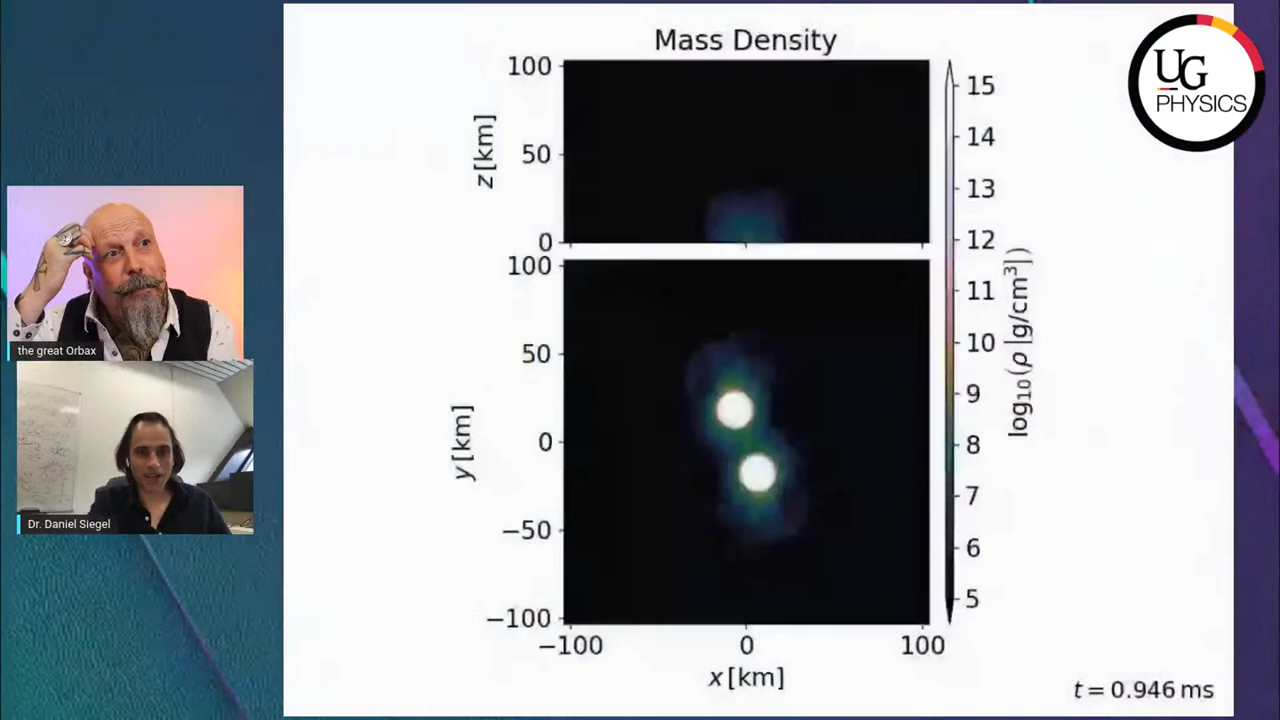 Mass Density
100
50
0
z [km]
100
50
0
−50
−100
y [km]
−100
0
100
x [km]
15
14
13
12
11
10
9
8
7
6
5
log₁₀(ρ [g/cm³])
t = 0.946 ms
UG
PHYSICS
the great Orbax
Dr. Daniel Siegel